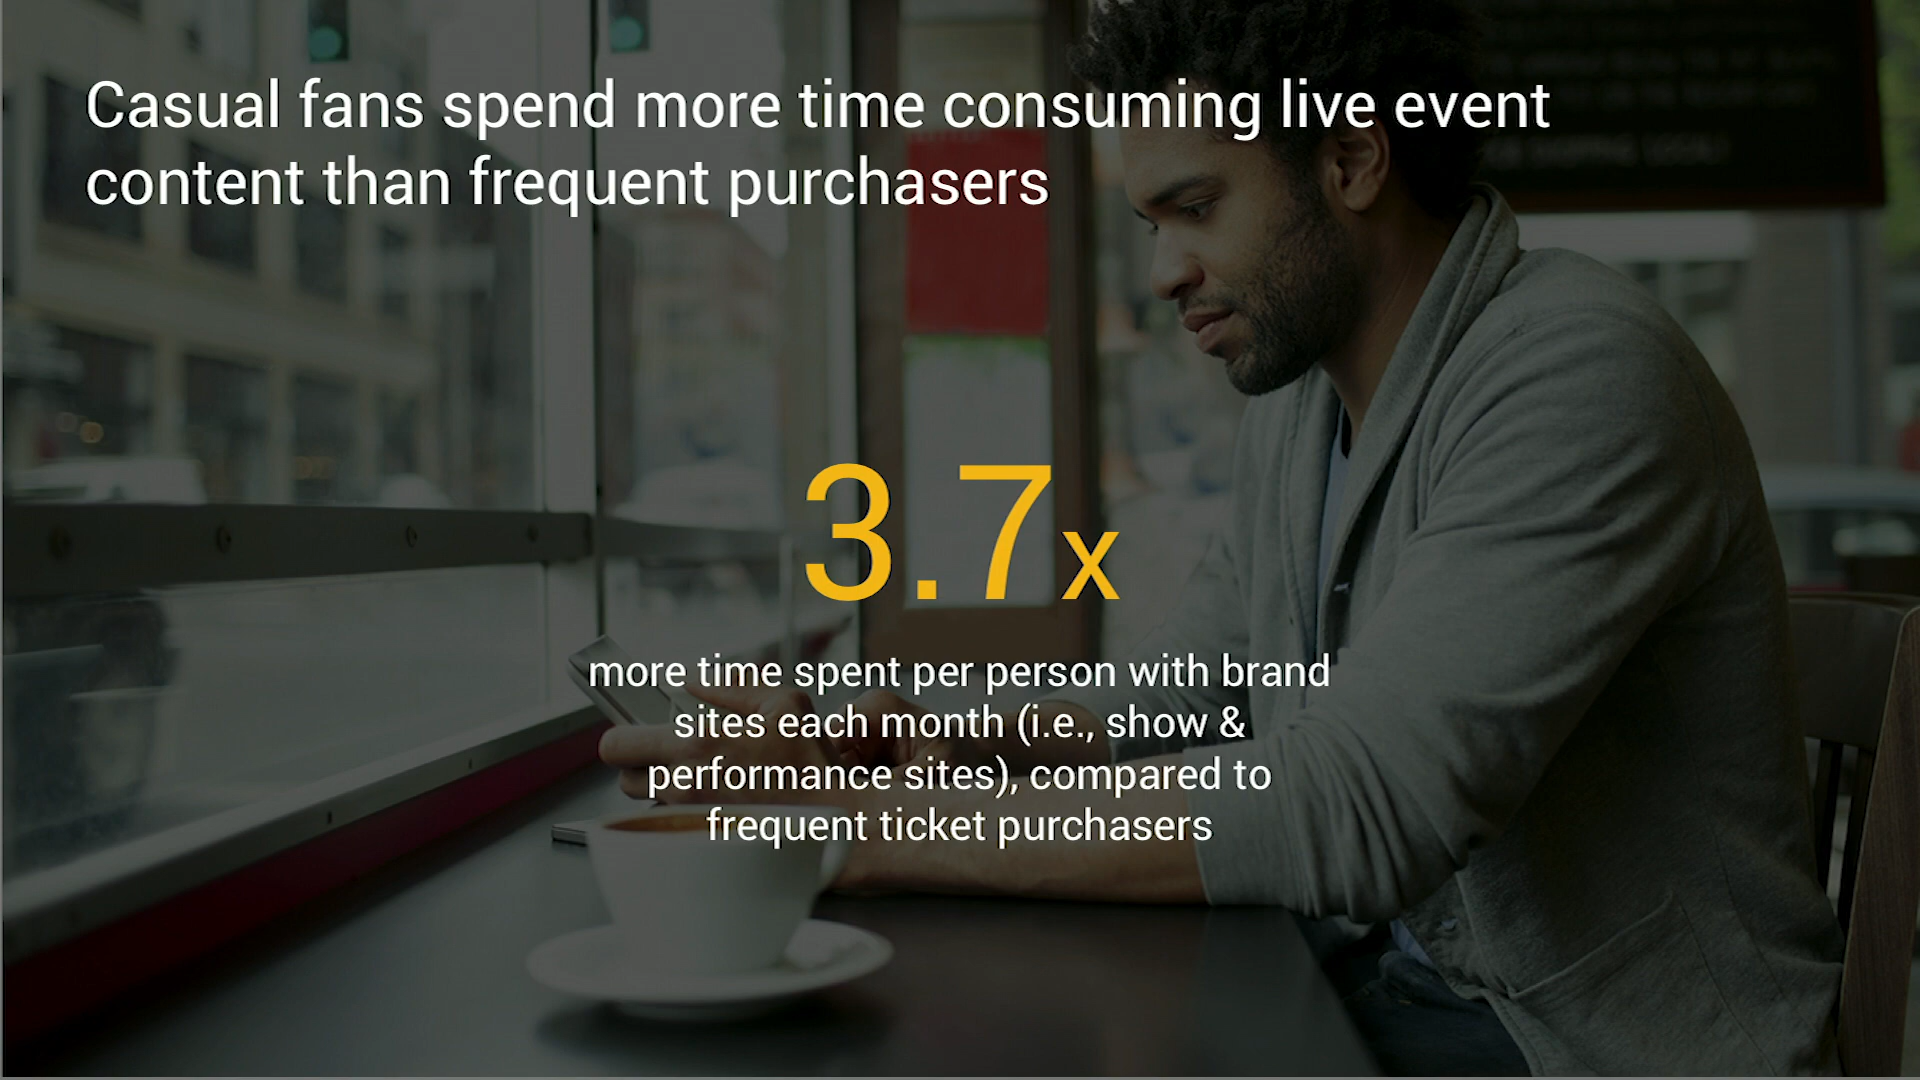 Casual fans spend more time consuming live event
content than frequent purchasers
3.7x
more time spent per person with brand
sites each month (i.e., show &
performance sites), compared to
frequent ticket purchasers